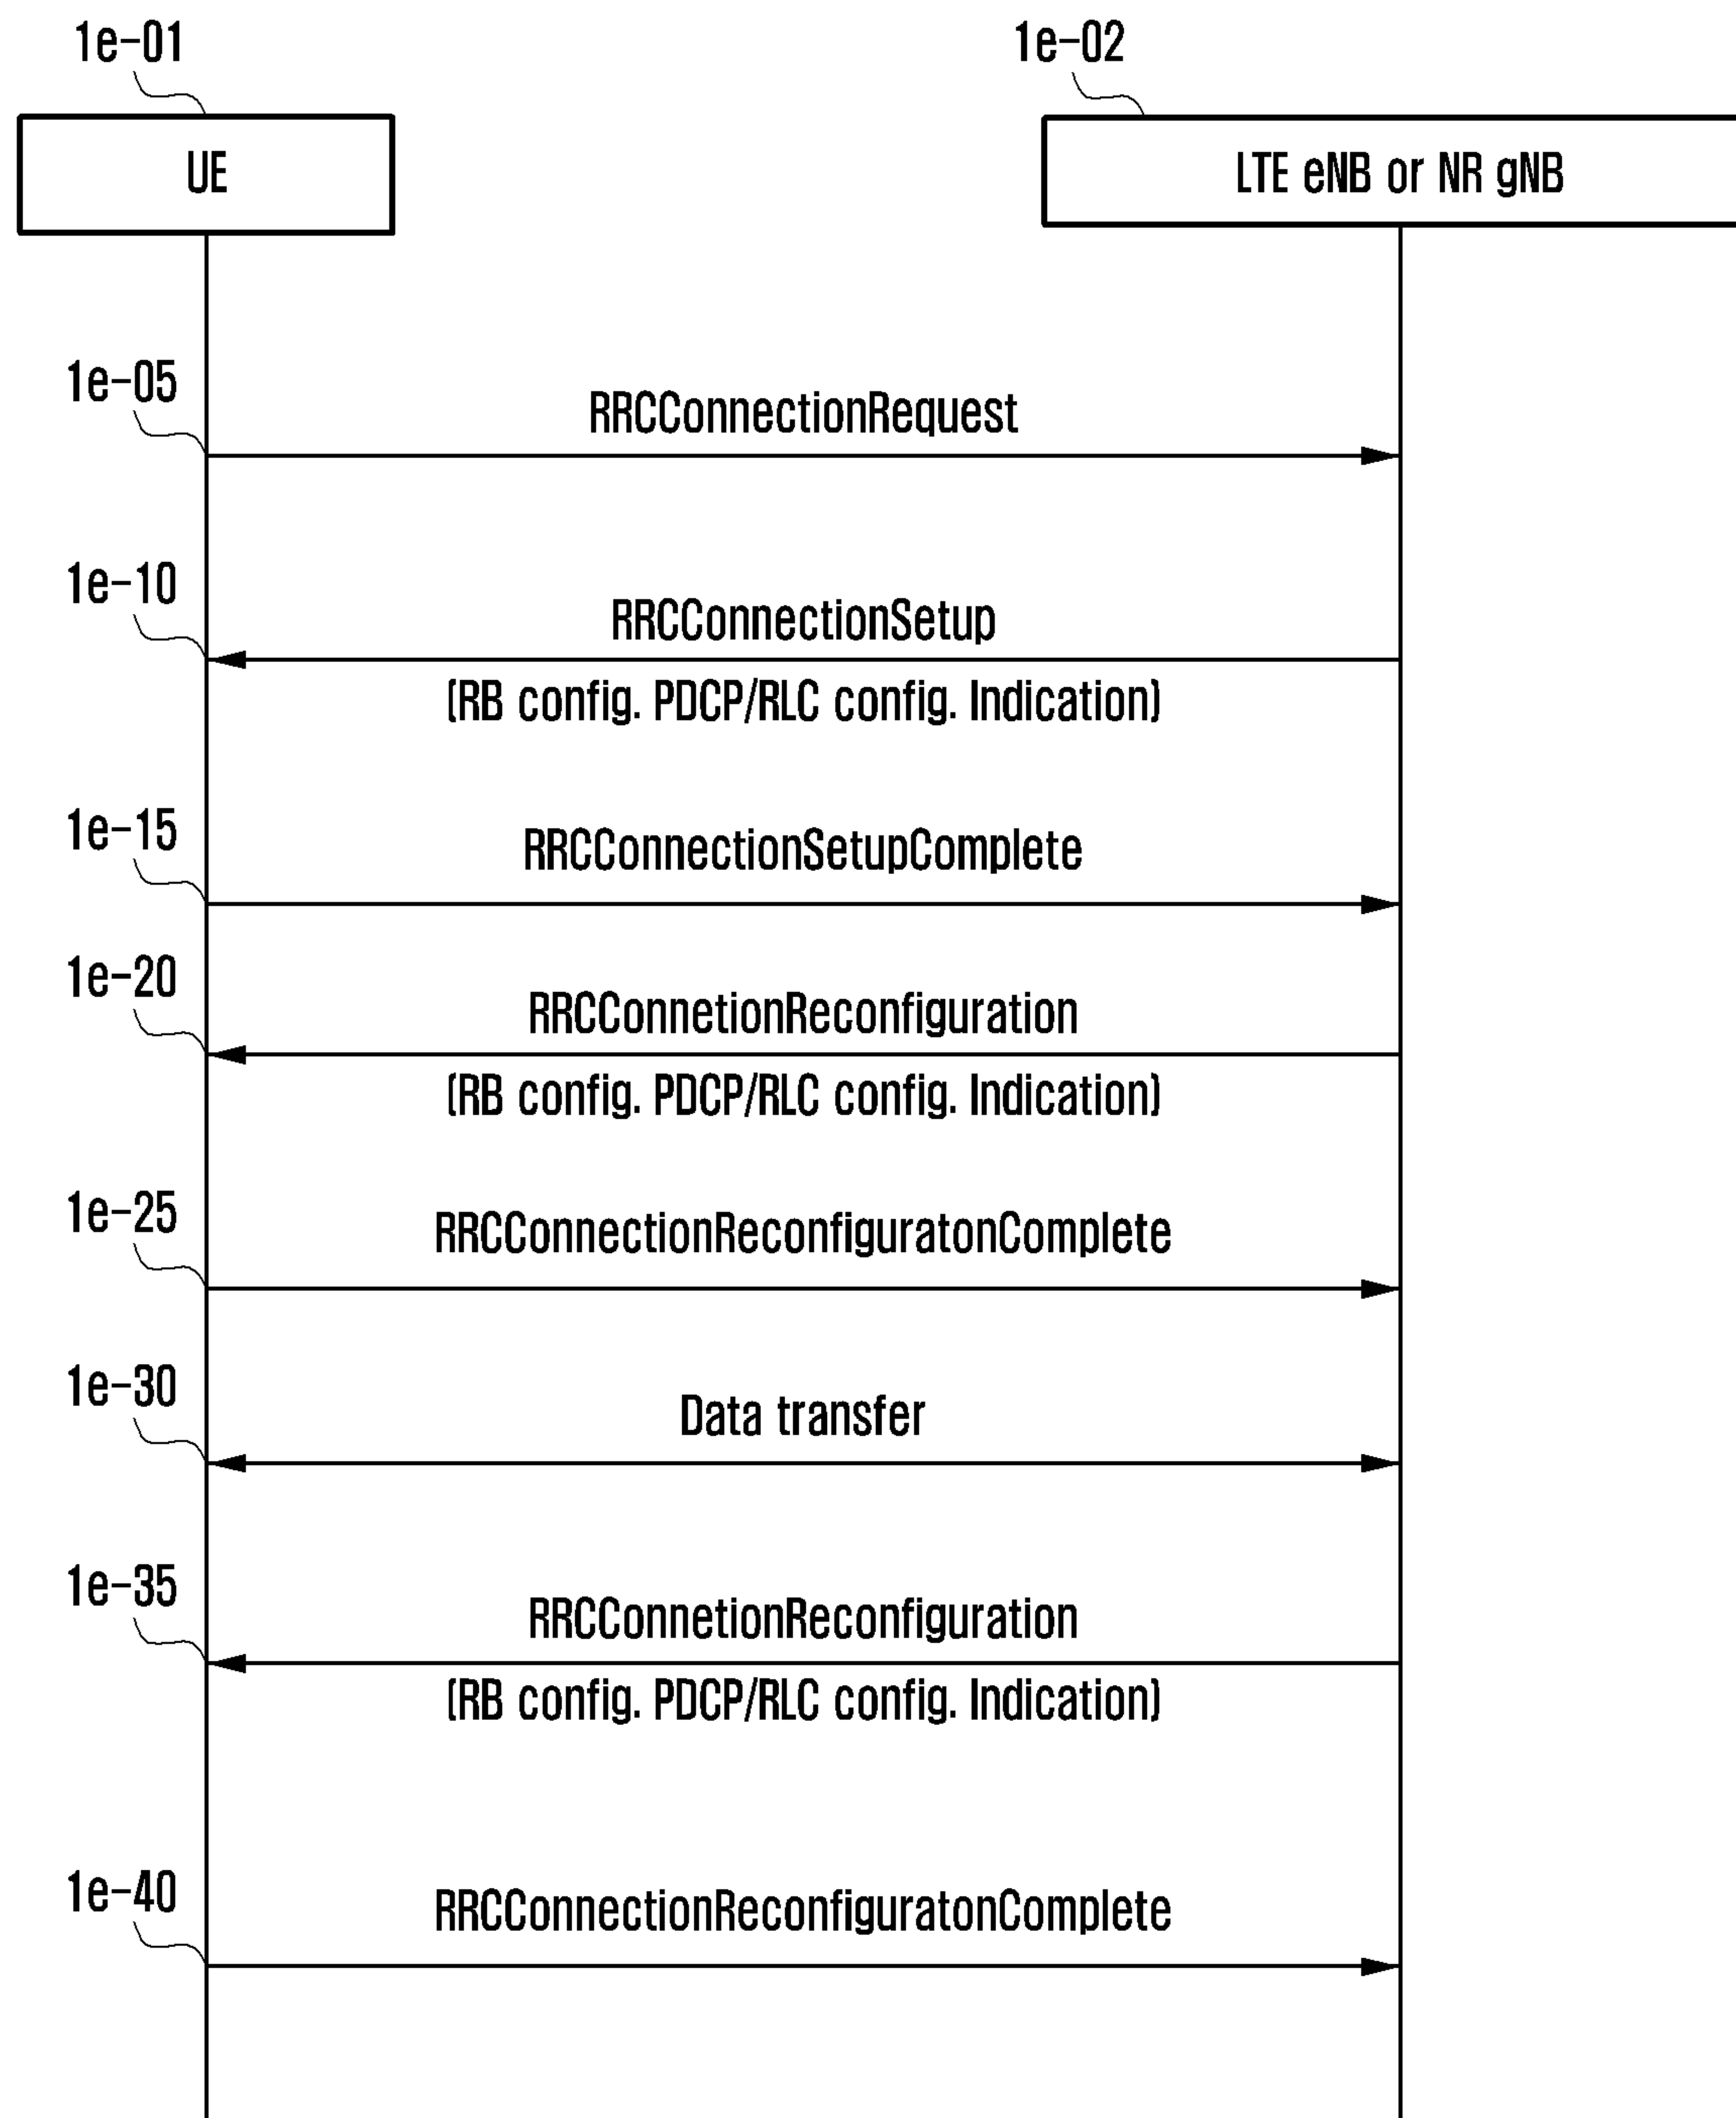 1e-01
1e-02
UE
LTE eNB or NR gNB
1e-05
RRCConnectionRequest
1e-10
RRCConnectionSetup
(RB config. PDCP/RLC config. Indication)
1e-15
RRCConnectionSetupComplete
1e-20
RRCConnetionReconfiguration
(RB config. PDCP/RLC config. Indication)
1e-25
RRCConnectionReconfiguratonComplete
1e-30
Data transfer
1e-35
RRCConnetionReconfiguration
(RB config. PDCP/RLC config. Indication)
1e-40
RRCConnectionReconfiguratonComplete